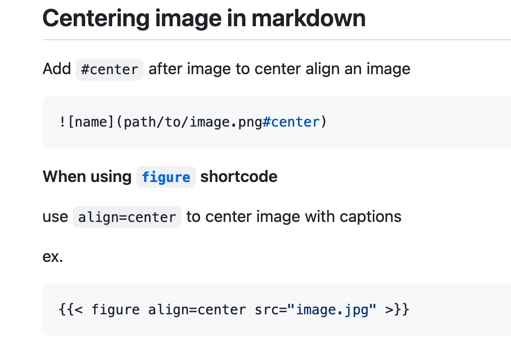 Centering image in markdown
Add #center after image to center align an image
![name](path/to/image.png#center)
When using figure shortcode
use align=center to center image with captions
ex.
{{< figure align=center src="image.jpg" >}}